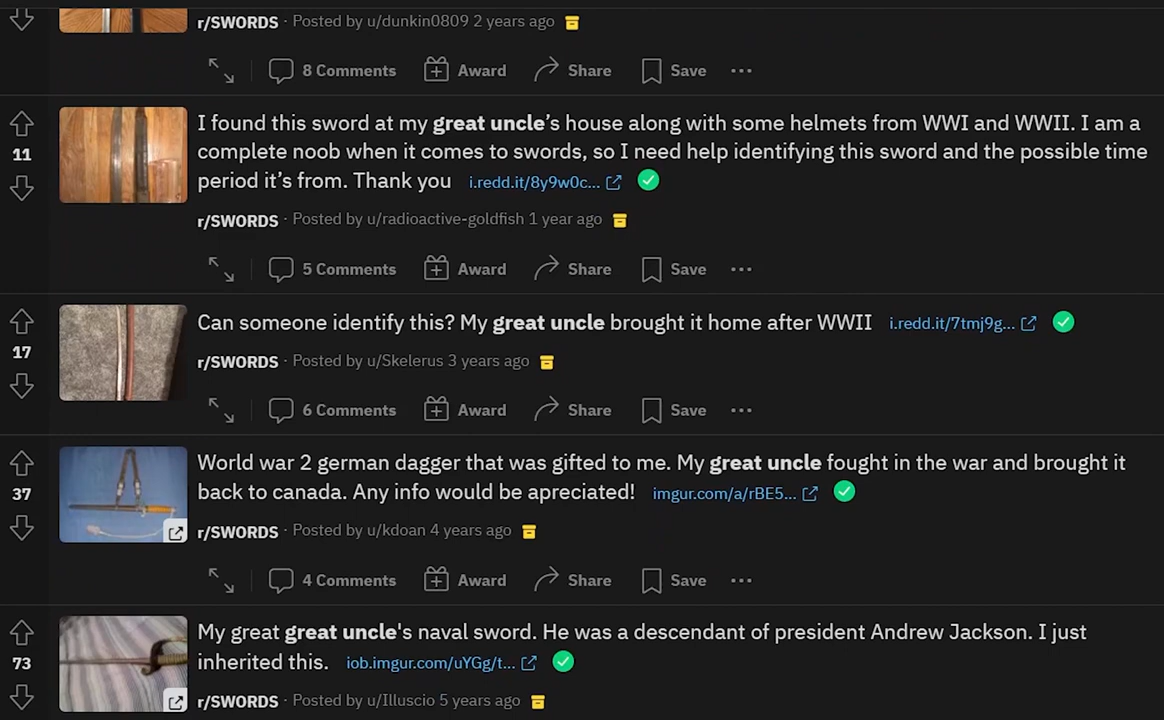 r/SWORDS · Posted by u/dunkin0809 2 years ago
8 Comments Award Share Save ...
I found this sword at my great uncle’s house along with some helmets from WWI and WWII. I am a
11
complete noob when it comes to swords, so I need help identifying this sword and the possible time
period it’s from. Thank you i.redd.it/8y9w0c...
r/SWORDS · Posted by u/radioactive-goldfish 1 year ago
5 Comments Award Share Save ...
Can someone identify this? My great uncle brought it home after WWII i.redd.it/7tmj9g...
17
r/SWORDS · Posted by u/Skelerus 3 years ago
6 Comments Award Share Save ...
World war 2 german dagger that was gifted to me. My great uncle fought in the war and brought it
37
back to canada. Any info would be apreciated! imgur.com/a/rBE5...
r/SWORDS · Posted by u/kdoan 4 years ago
4 Comments Award Share Save ...
My great great uncle's naval sword. He was a descendant of president Andrew Jackson. I just
73
inherited this. iob.imgur.com/uYGg/t...
r/SWORDS · Posted by u/Illuscio 5 years ago